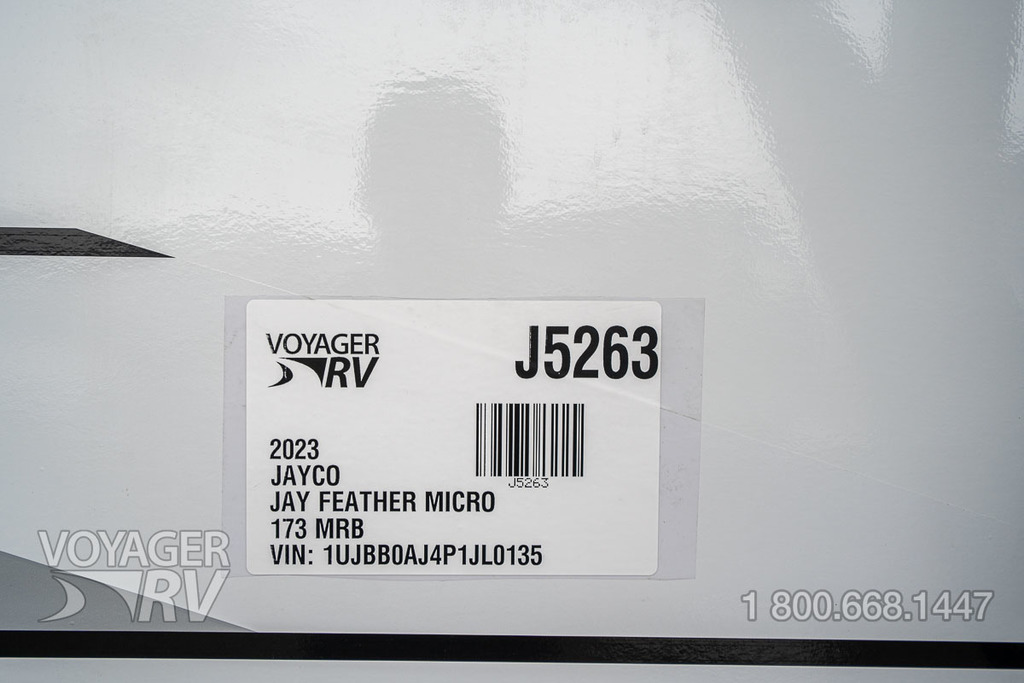 VOYAGER
RV
J5263
J5263
2023
JAYCO
JAY FEATHER MICRO
173 MRB
VIN: 1UJBB0AJ4P1JL0135
VOYAGER
RV
1 800.668.1447